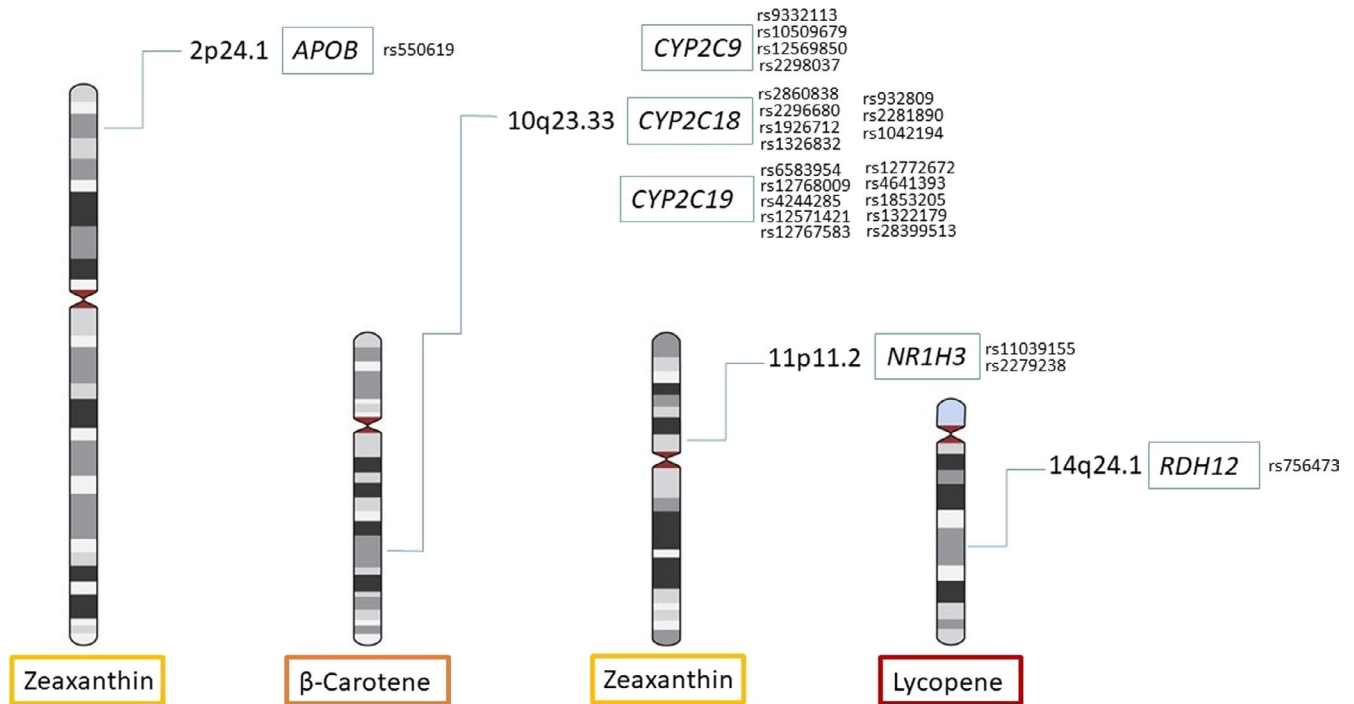 2p24.1 APOB rs550619
CYP2C9
rs9332113
rs10509679
rs12569850
rs2298037
10q23.33 CYP2C18
rs2860838
rs2296680
rs1926712
rs1326832
rs932809
rs2281890
rs1042194
CYP2C19
rs6583954
rs12768009
rs4244285
rs12571421
rs12767583
rs12772672
rs4641393
rs1853205
rs1322179
rs28399513
11p11.2 NR1H3
rs11039155
rs2279238
14q24.1 RDH12 rs756473
Zeaxanthin
β-Carotene
Zeaxanthin
Lycopene